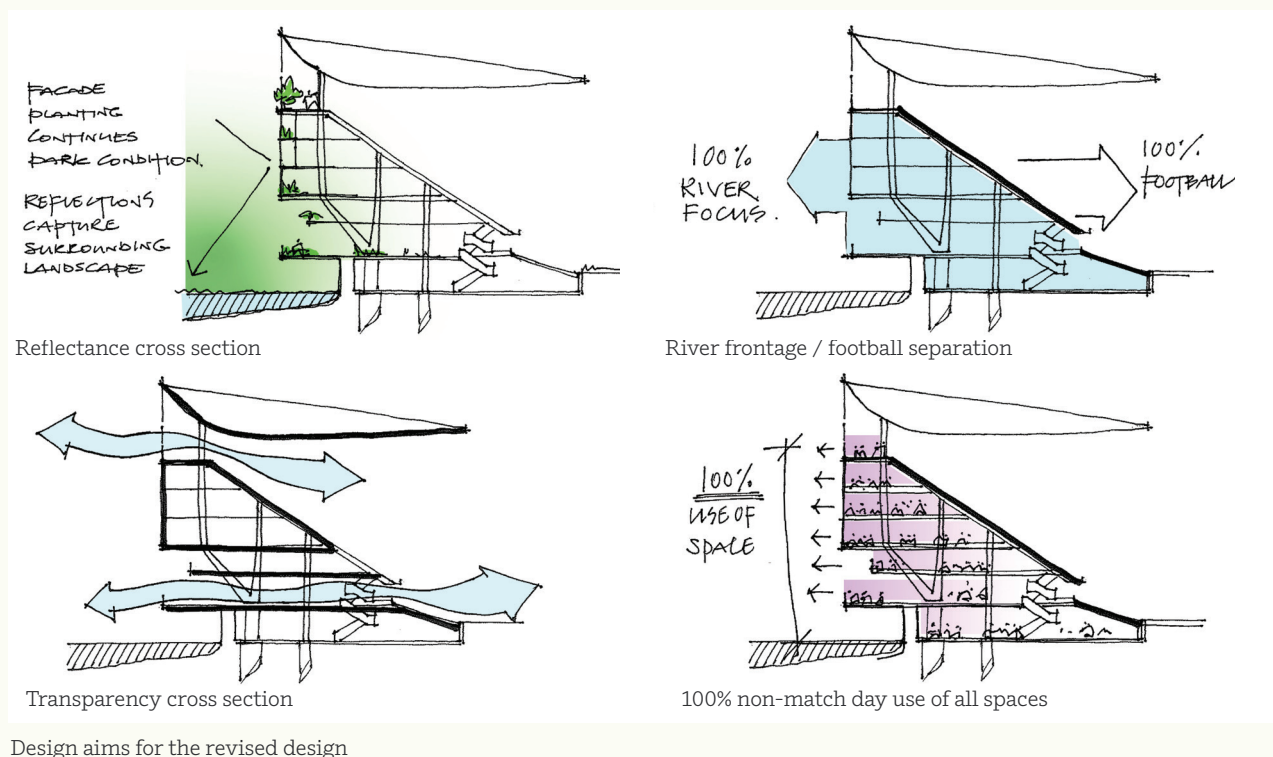 FACADE
PLANTING
CONTINUES
DARK CONDITION.
REFLECTIONS
CAPTURE
SURROUNDING
LANDSCAPE
Reflectance cross section
100%
RIVER
FOCUS.
100%
FOOTBALL
River frontage / football separation
Transparency cross section
100%
USE OF
SPACE
100% non-match day use of all spaces
Design aims for the revised design